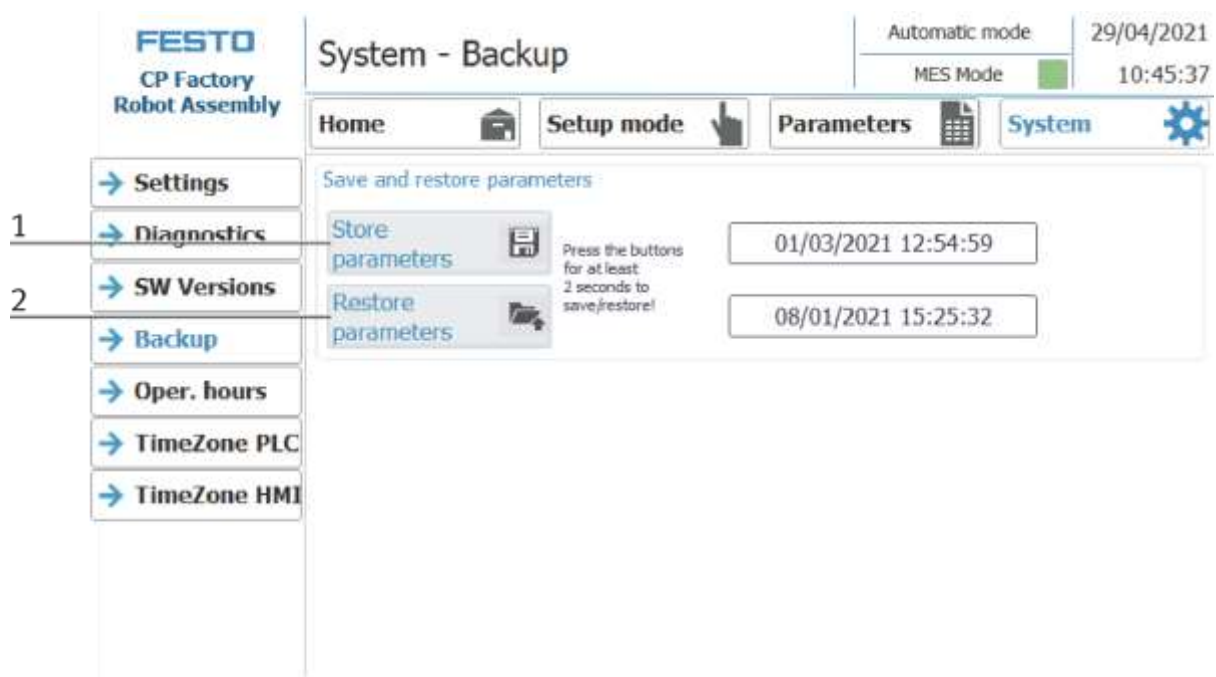 FESTO
CP Factory
Robot Assembly
System - Backup
Automatic mode
MES Mode
29/04/2021
10:45:37
Home
Setup mode
Parameters
System
Settings
Diagnostics
SW Versions
Backup
Oper. hours
TimeZone PLC
TimeZone HMI
1
2
Save and restore parameters
Store
parameters
Restore
parameters
Press the buttons
for at least
2 seconds to
save/restore!
01/03/2021 12:54:59
08/01/2021 15:25:32